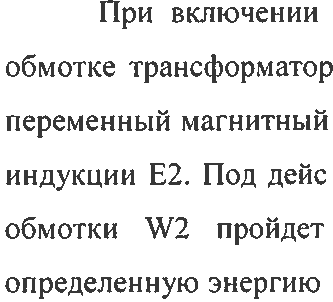 При включении
обмотке трансформатор
переменный магнитный
индукции E2. Под дейс
обмотки W2 пройдет
определенную энергию